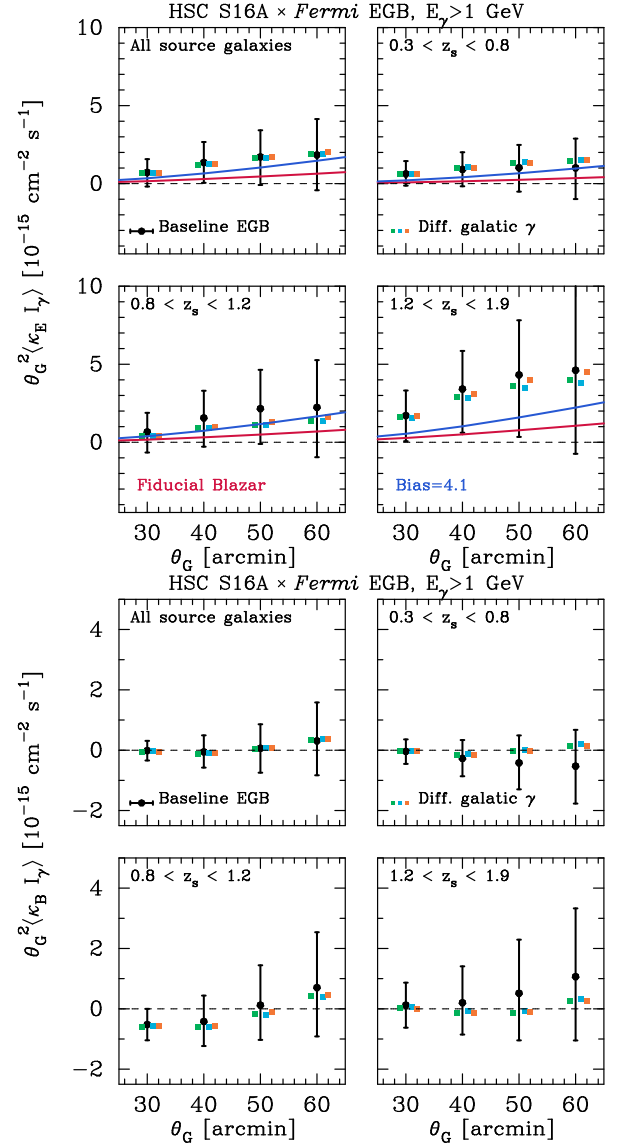 HSC S16A × Fermi EGB, Eγ>1 GeV
All source galaxies
0.3 < zs < 0.8
10
5
0
Baseline EGB
Diff. galatic γ
θG² ⟨κE Iγ⟩ [10⁻¹⁵ cm⁻² s⁻¹]
0.8 < zs < 1.2
1.2 < zs < 1.9
10
5
0
Fiducial Blazar
Bias=4.1
30 40 50 60
30 40 50 60
θG [arcmin]
θG [arcmin]
HSC S16A × Fermi EGB, Eγ>1 GeV
All source galaxies
0.3 < zs < 0.8
4
2
0
−2
Baseline EGB
Diff. galatic γ
θG² ⟨κB Iγ⟩ [10⁻¹⁵ cm⁻² s⁻¹]
0.8 < zs < 1.2
1.2 < zs < 1.9
4
2
0
−2
30 40 50 60
30 40 50 60
θG [arcmin]
θG [arcmin]